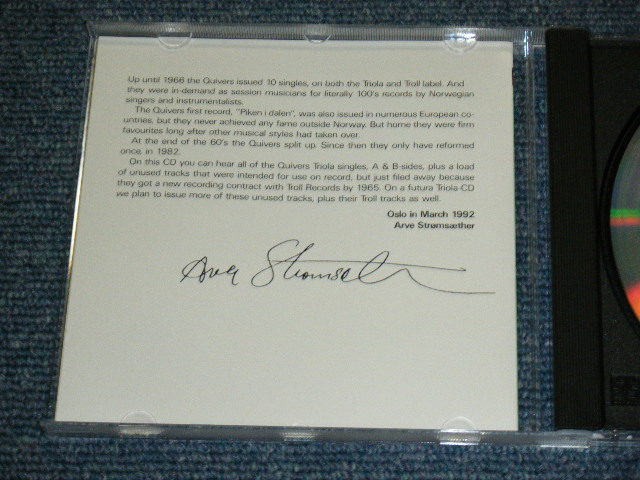 Up until 1966 the Quivers issued 10 singles, on both the Triola and Troll label. And
they were in-demand as session musicians for literally 100's records by Norwegian
singers and instrumentalists.
The Quivers first record, "Piken i dalen", was also issued in numerous European co-
untries, but they never achieved any fame outside Norway. But home they were firm
favourites long after other musical styles had taken over.
At the end of the 60's the Quivers split up. Since then they only have reformed
once, in 1982.
On this CD you can hear all of the Quivers Triola singles, A & B-sides, plus a load
of unused tracks that were intended for use on record, but just filed away because
they got a new recording contract with Troll Records by 1965. On a future Triola-CD
we plan to issue more of these unused tracks, plus their Troll tracks as well.
Oslo in March 1992
Arve Strømsæther
Arve Strømsæth